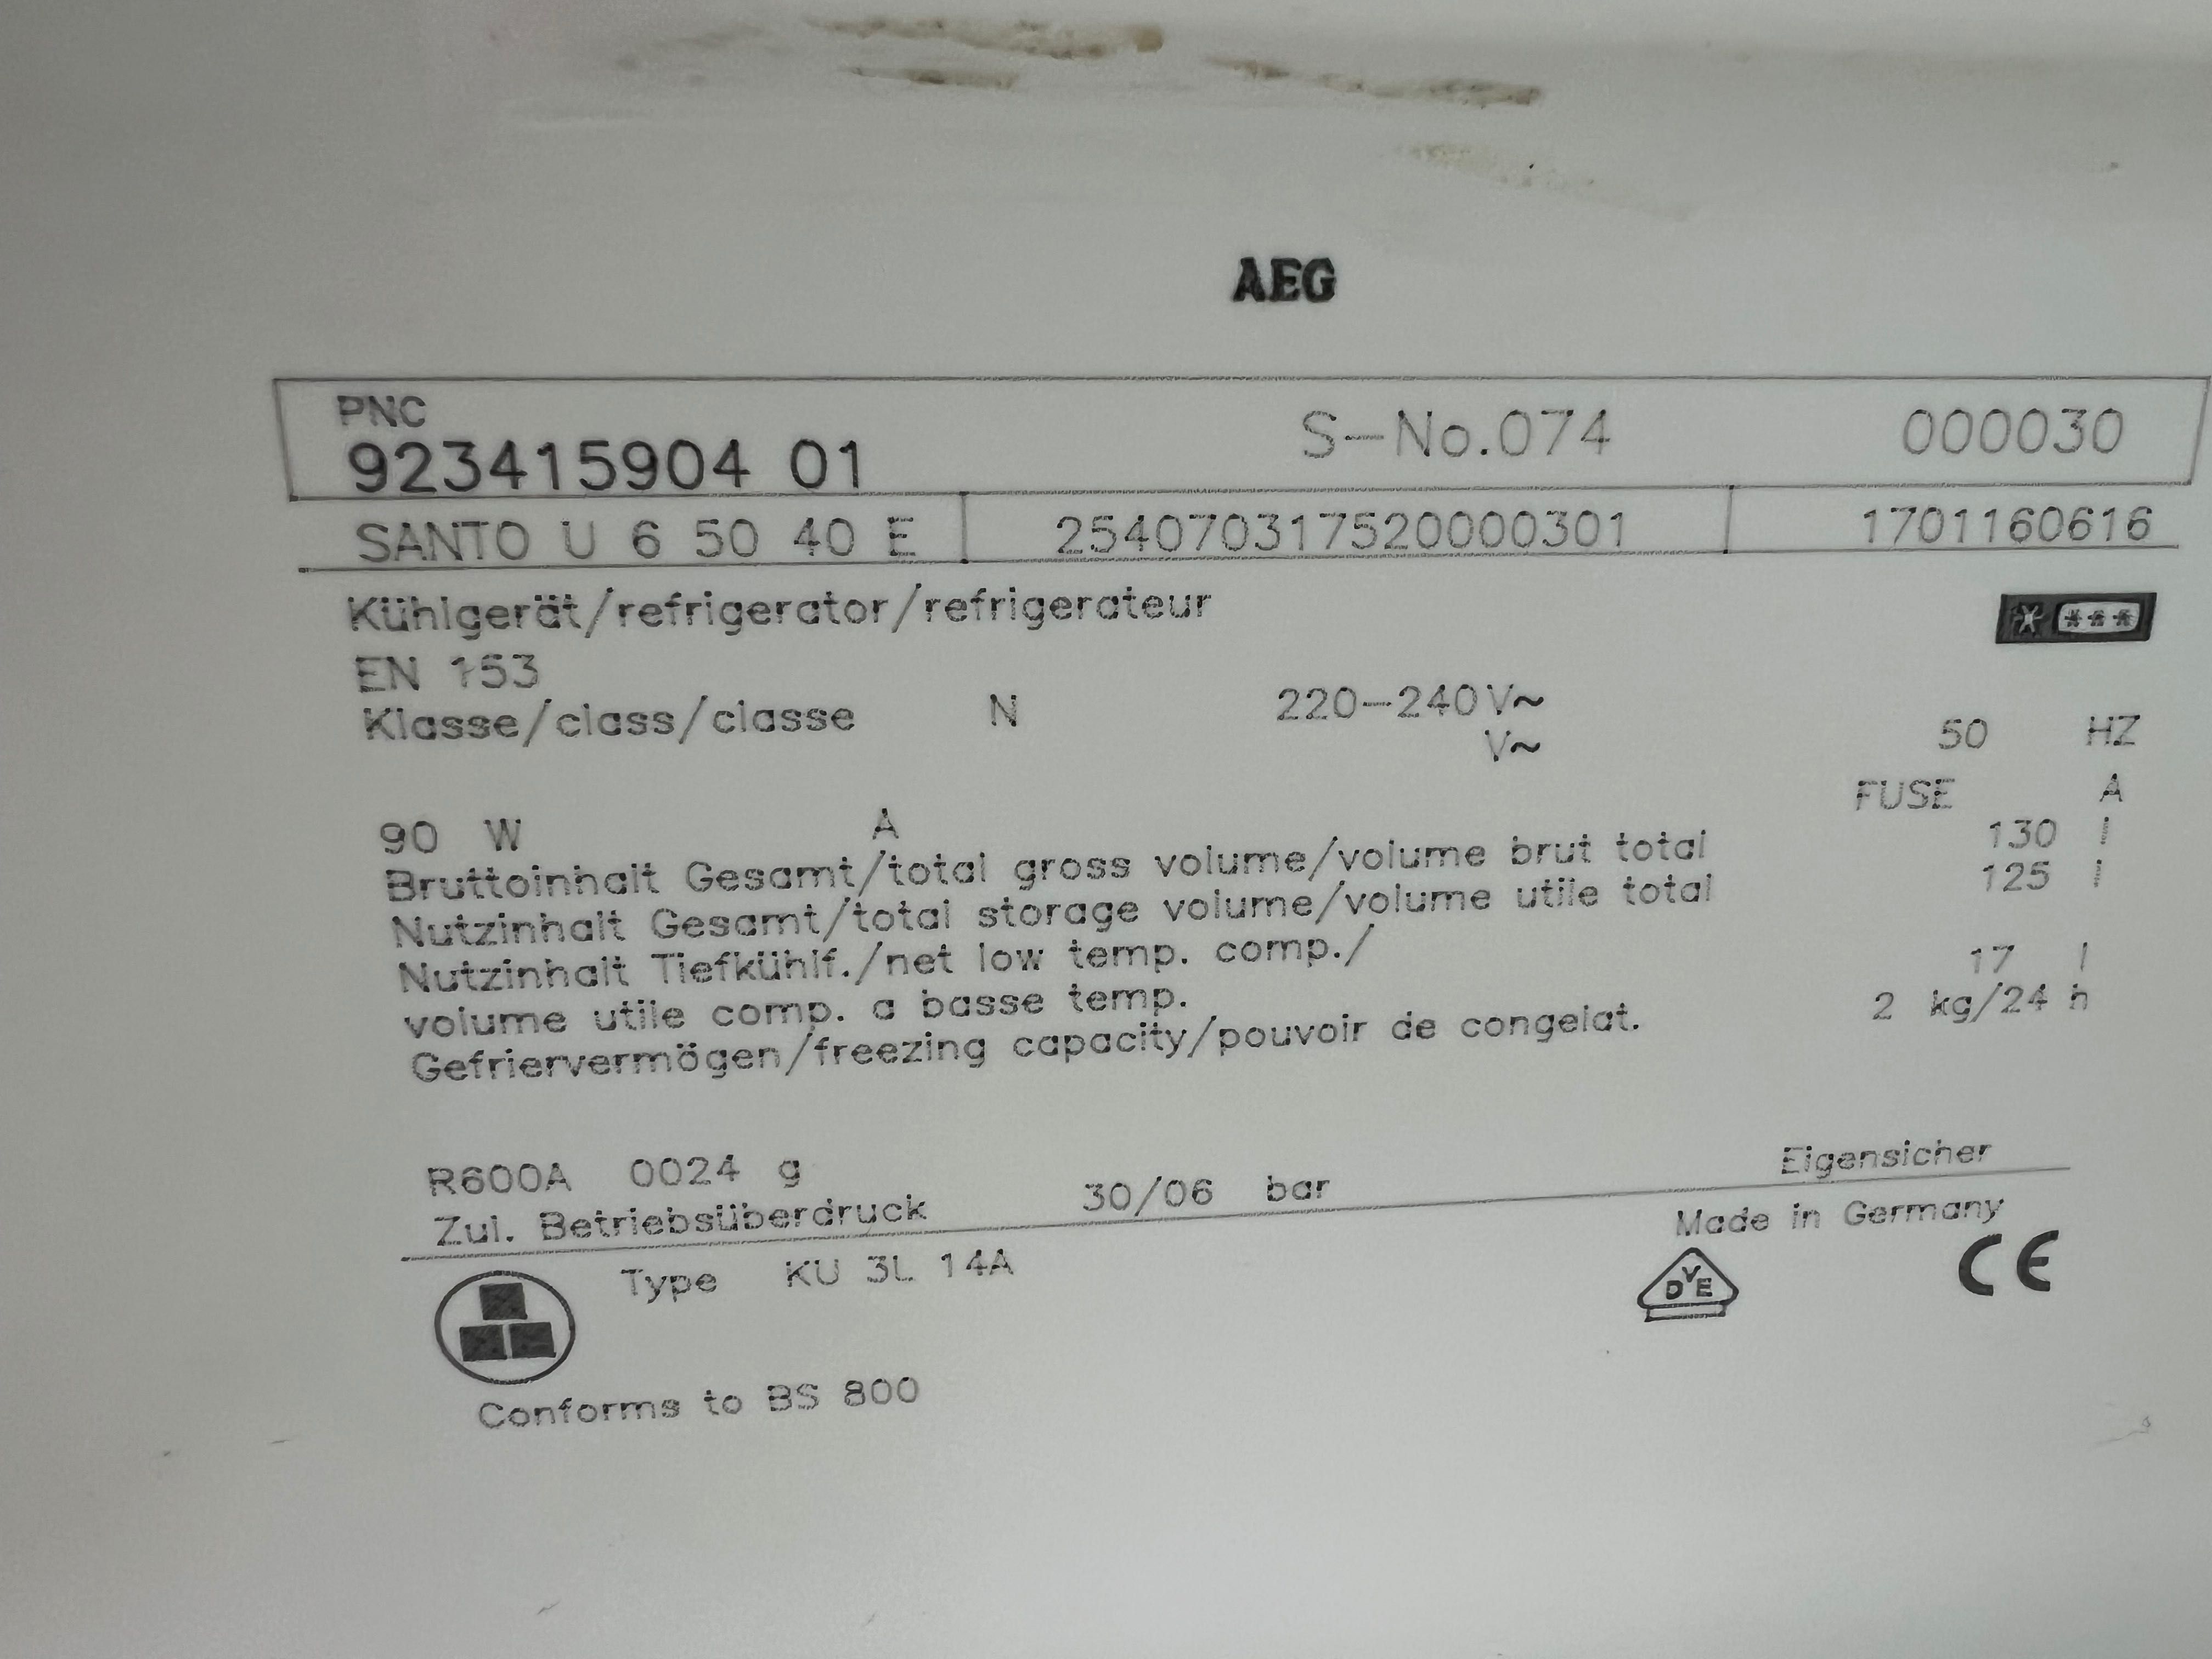 AEG
PNC
923415904 01 S-No.074 000030
SANTO U 6 50 40 E 254070317520000301 1701160616
Kühlgerät/refrigerator/refrigerateur
EN 153
Klasse/class/classe N 220-240V~ 50 HZ
V~
FUSE A
90 W A
Bruttoinhalt Gesamt/total gross volume/volume brut total 130 l
Nutzinhalt Gesamt/total storage volume/volume utile total 125 l
Nutzinhalt Tiefkühlf./net low temp. comp./
volume utile comp. a basse temp. 17 l
Gefriervermögen/freezing capacity/pouvoir de congelat. 2 kg/24 h
R600A 0024 g Eigensicher
Zul. Betriebsüberdruck 30/06 bar
Made in Germany
Type KU 3L 14A
DVE CE
Conforms to BS 800